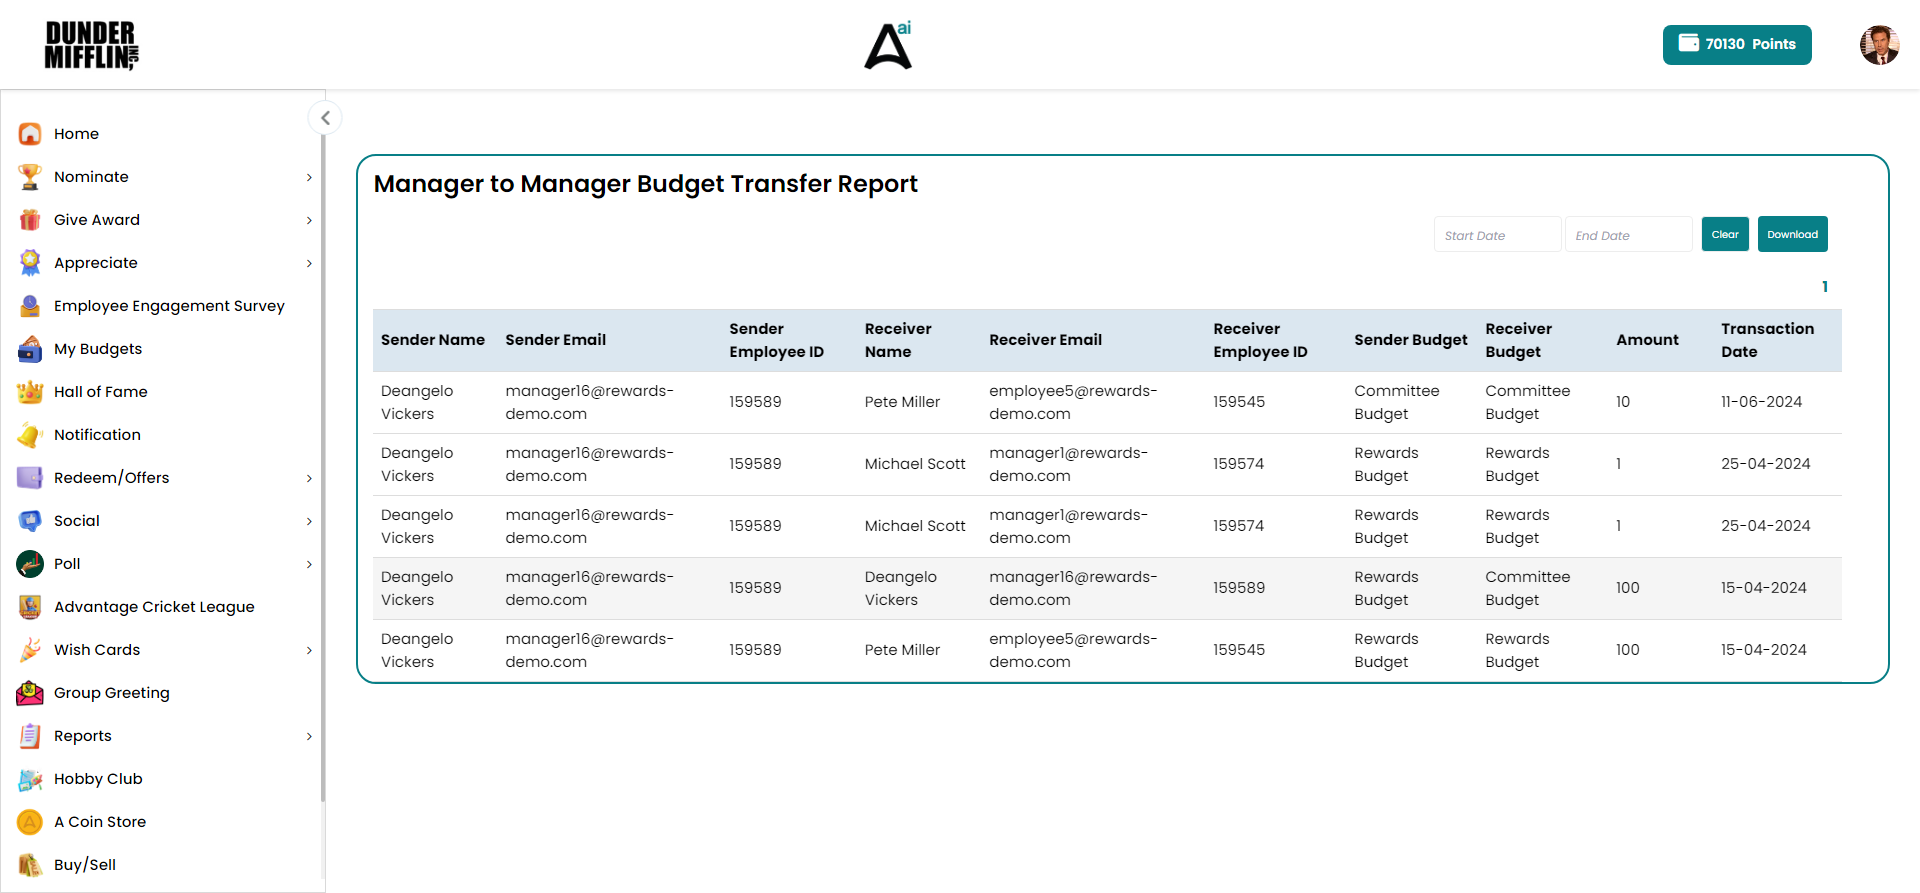 DUNDER
MIFFLIN INC,
A ai
70130 Points
Home
Nominate
Give Award
Appreciate
Employee Engagement Survey
My Budgets
Hall of Fame
Notification
Redeem/Offers
Social
Poll
Advantage Cricket League
Wish Cards
Group Greeting
Reports
Hobby Club
A Coin Store
Buy/Sell
Manager to Manager Budget Transfer Report
Start Date End Date Clear Download
1
Sender Name Sender Email Sender Employee ID Receiver Name Receiver Email Receiver Employee ID Sender Budget Receiver Budget Amount Transaction Date
Deangelo Vickers manager16@rewards-demo.com 159589 Pete Miller employee5@rewards-demo.com 159545 Committee Budget Committee Budget 10 11-06-2024
Deangelo Vickers manager16@rewards-demo.com 159589 Michael Scott manager1@rewards-demo.com 159574 Rewards Budget Rewards Budget 1 25-04-2024
Deangelo Vickers manager16@rewards-demo.com 159589 Michael Scott manager1@rewards-demo.com 159574 Rewards Budget Rewards Budget 1 25-04-2024
Deangelo Vickers manager16@rewards-demo.com 159589 Deangelo Vickers manager16@rewards-demo.com 159589 Rewards Budget Committee Budget 100 15-04-2024
Deangelo Vickers manager16@rewards-demo.com 159589 Pete Miller employee5@rewards-demo.com 159545 Rewards Budget Rewards Budget 100 15-04-2024